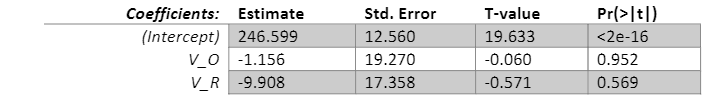 Coefficients: Estimate Std. Error T-value Pr(>|t|)
(Intercept) 246.599 12.560 19.633 <2e-16
V_O -1.156 19.270 -0.060 0.952
V_R -9.908 17.358 -0.571 0.569